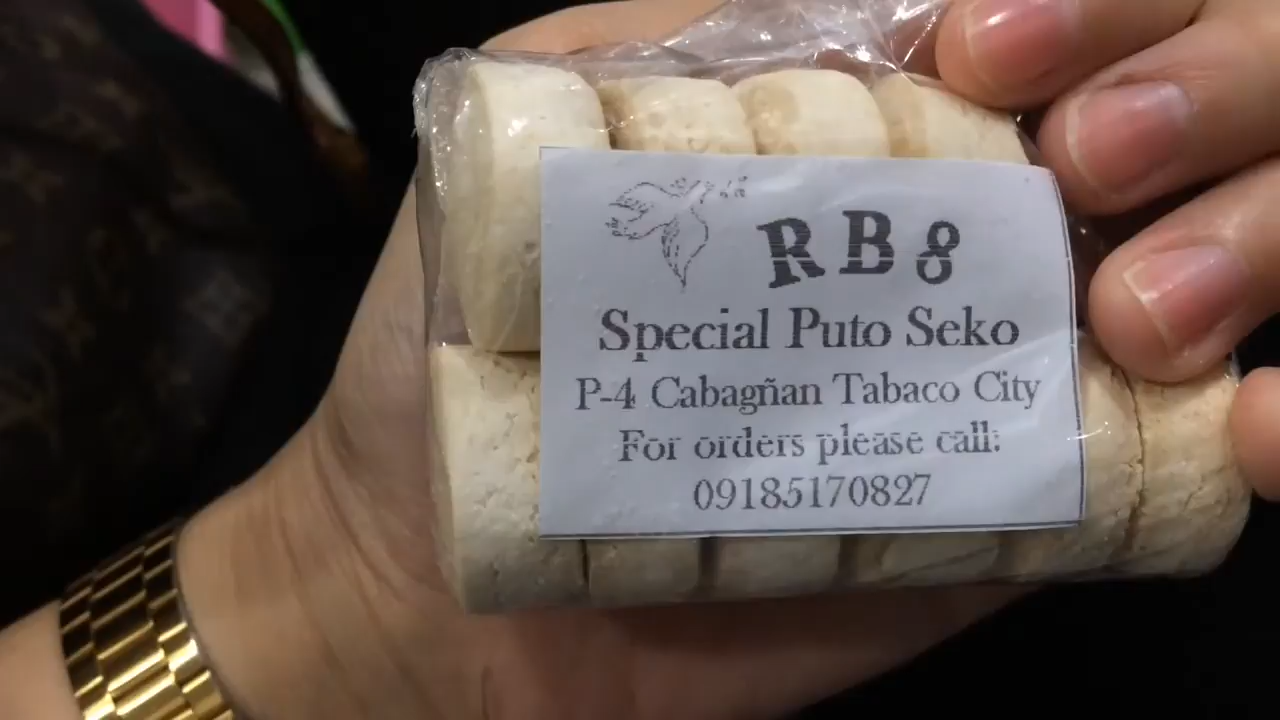 RB8
Special Puto Seko
P-4 Cabagñan Tabaco City
For orders please call:
09185170827